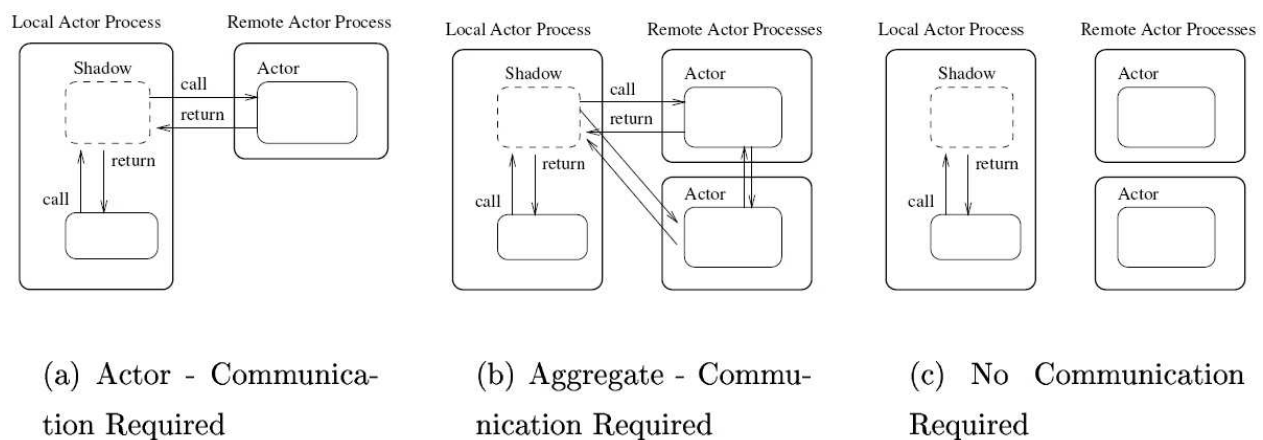 Local Actor Process
Remote Actor Process
Shadow
Actor
call
return
return
call
(a) Actor - Communica-
tion Required
Local Actor Process
Remote Actor Processes
Shadow
Actor
call
return
return
call
Actor
(b) Aggregate - Commu-
nication Required
Local Actor Process
Remote Actor Processes
Shadow
Actor
return
call
Actor
(c) No Communication
Required